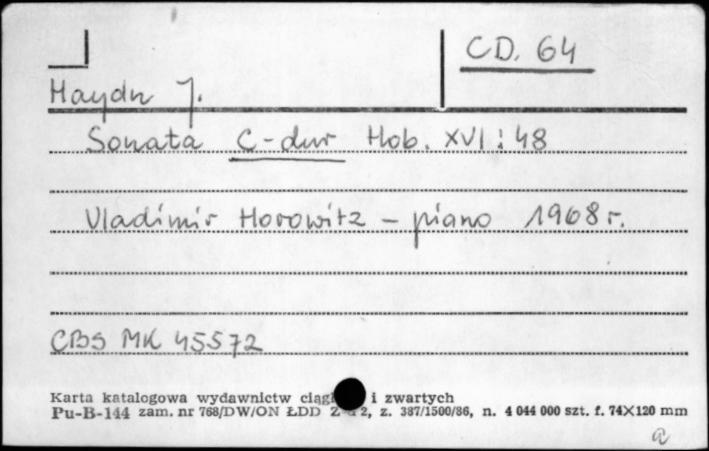 CD. 64
Haydn J.
Sonata C-dur Hob. XVI : 48
Vladimir Horowitz – piano 1968 r.
CBS MK 45572
Karta katalogowa wydawnictw i zwartych
Pu-B-144 zam. nr 768/DW/ON ŁDD 2, z. 387/1500/86, n. 4 044 000 szt. f. 74X120 mm
a